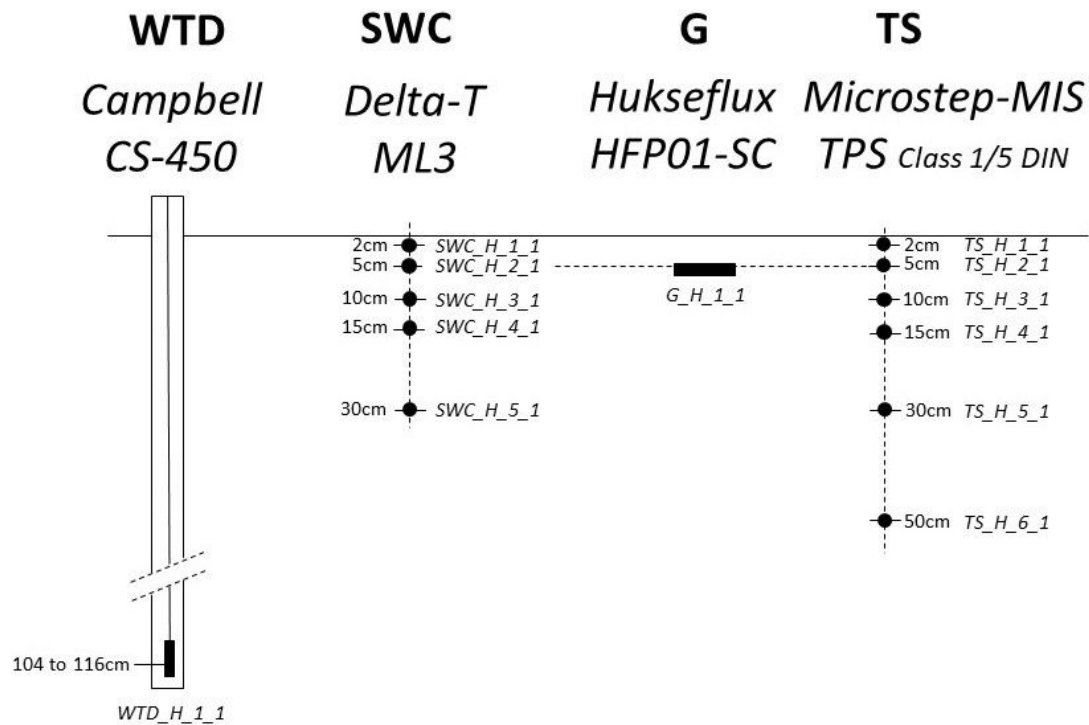 WTD SWC G TS
Campbell Delta-T Hukseflux Microstep-MIS
CS-450 ML3 HFP01-SC TPS Class 1/5 DIN
2cm SWC_H_1_1 2cm TS_H_1_1
5cm SWC_H_2_1 5cm TS_H_2_1
G_H_1_1
10cm SWC_H_3_1 10cm TS_H_3_1
15cm SWC_H_4_1 15cm TS_H_4_1
30cm SWC_H_5_1 30cm TS_H_5_1
50cm TS_H_6_1
104 to 116cm
WTD_H_1_1